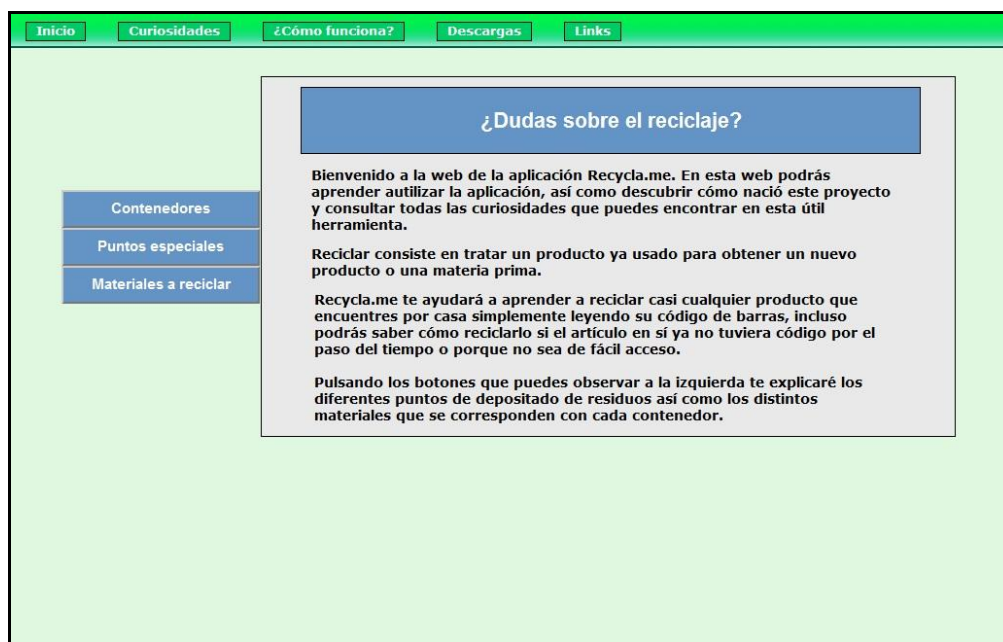 Inicio Curiosidades ¿Cómo funciona? Descargas Links
¿Dudas sobre el reciclaje?
Bienvenido a la web de la aplicación Recycla.me. En esta web podrás
aprender autilizar la aplicación, así como descubrir cómo nació este proyecto
y consultar todas las curiosidades que puedes encontrar en esta útil
herramienta.
Reciclar consiste en tratar un producto ya usado para obtener un nuevo
producto o una materia prima.
Recycla.me te ayudará a aprender a reciclar casi cualquier producto que
encuentres por casa simplemente leyendo su código de barras, incluso
podrás saber cómo reciclarlo si el artículo en sí ya no tuviera código por el
paso del tiempo o porque no sea de fácil acceso.
Pulsando los botones que puedes observar a la izquierda te explicaré los
diferentes puntos de depositado de residuos así como los distintos
materiales que se corresponden con cada contenedor.
Contenedores
Puntos especiales
Materiales a reciclar